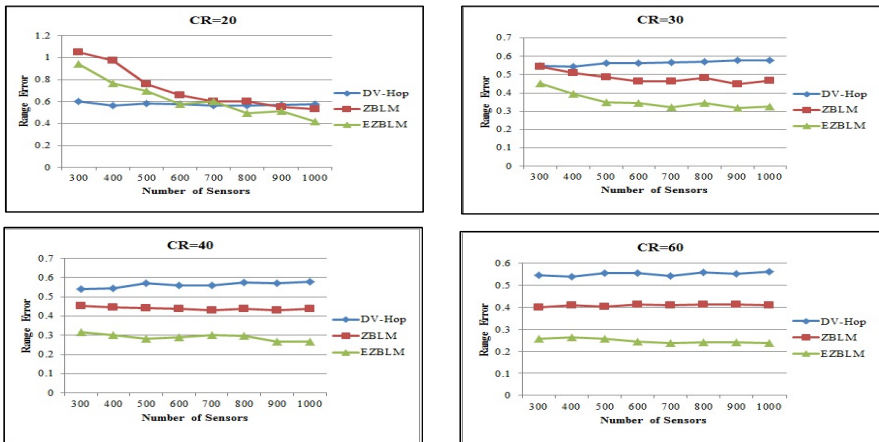 CR=20
1.2
1
0.8
0.6
0.4
0.2
0
Range Error
300 400 500 600 700 800 900 1000
Number of Sensors
DV-Hop
ZBLM
EZBLM
CR=30
0.7
0.6
0.5
0.4
0.3
0.2
0.1
0
Range Error
300 400 500 600 700 800 900 1000
Number of Sensors
DV-Hop
ZBLM
EZBLM
CR=40
0.7
0.6
0.5
0.4
0.3
0.2
0.1
0
Range Error
300 400 500 600 700 800 900 1000
Number of Sensors
DV-Hop
ZBLM
EZBLM
CR=60
0.6
0.5
0.4
0.3
0.2
0.1
0
Range Error
300 400 500 600 700 800 900 1000
Number of Sensors
DV-Hop
ZBLM
EZBLM